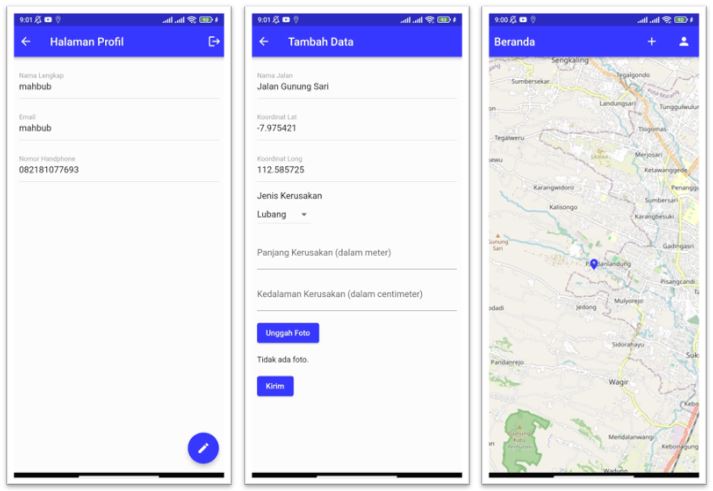 9:01
Halaman Profil
Nama Lengkap
mahbub
Email
mahbub
Nomor Handphone
082181077693
9:01
Tambah Data
Nama Jalan
Jalan Gunung Sari
Koordinat Lat
-7.975421
Koordinat Long
112.585725
Jenis Kerusakan
Lubang
Panjang Kerusakan (dalam meter)
Kedalaman Kerusakan (dalam centimeter)
Unggah Foto
Tidak ada foto.
Kirim
9:00
Beranda
Sengkaling
Sumbersekar
Tegalgondo
Landungsari
Tunggulwulung
Tlogomas
Tegalweru
Merjosari
Ketawanggede
Karangwidoro
Penanggu
Kalisongo
Sumbersari
Karangbesuki
Gunung
Sari
Gadingasri
Pandanlandung
Pisangcandi
Jedong
Mulyorejo
Sidorahayu
Suk
Wagir
Kebo
Mendalanwangi
Kebonagung